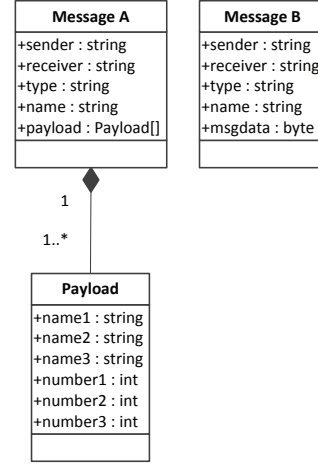 Message A
+sender : string
+receiver : string
+type : string
+name : string
+payload : Payload[]
Message B
+sender : string
+receiver : string
+type : string
+name : string
+msgdata : byte
1
1..*
Payload
+name1 : string
+name2 : string
+name3 : string
+number1 : int
+number2 : int
+number3 : int